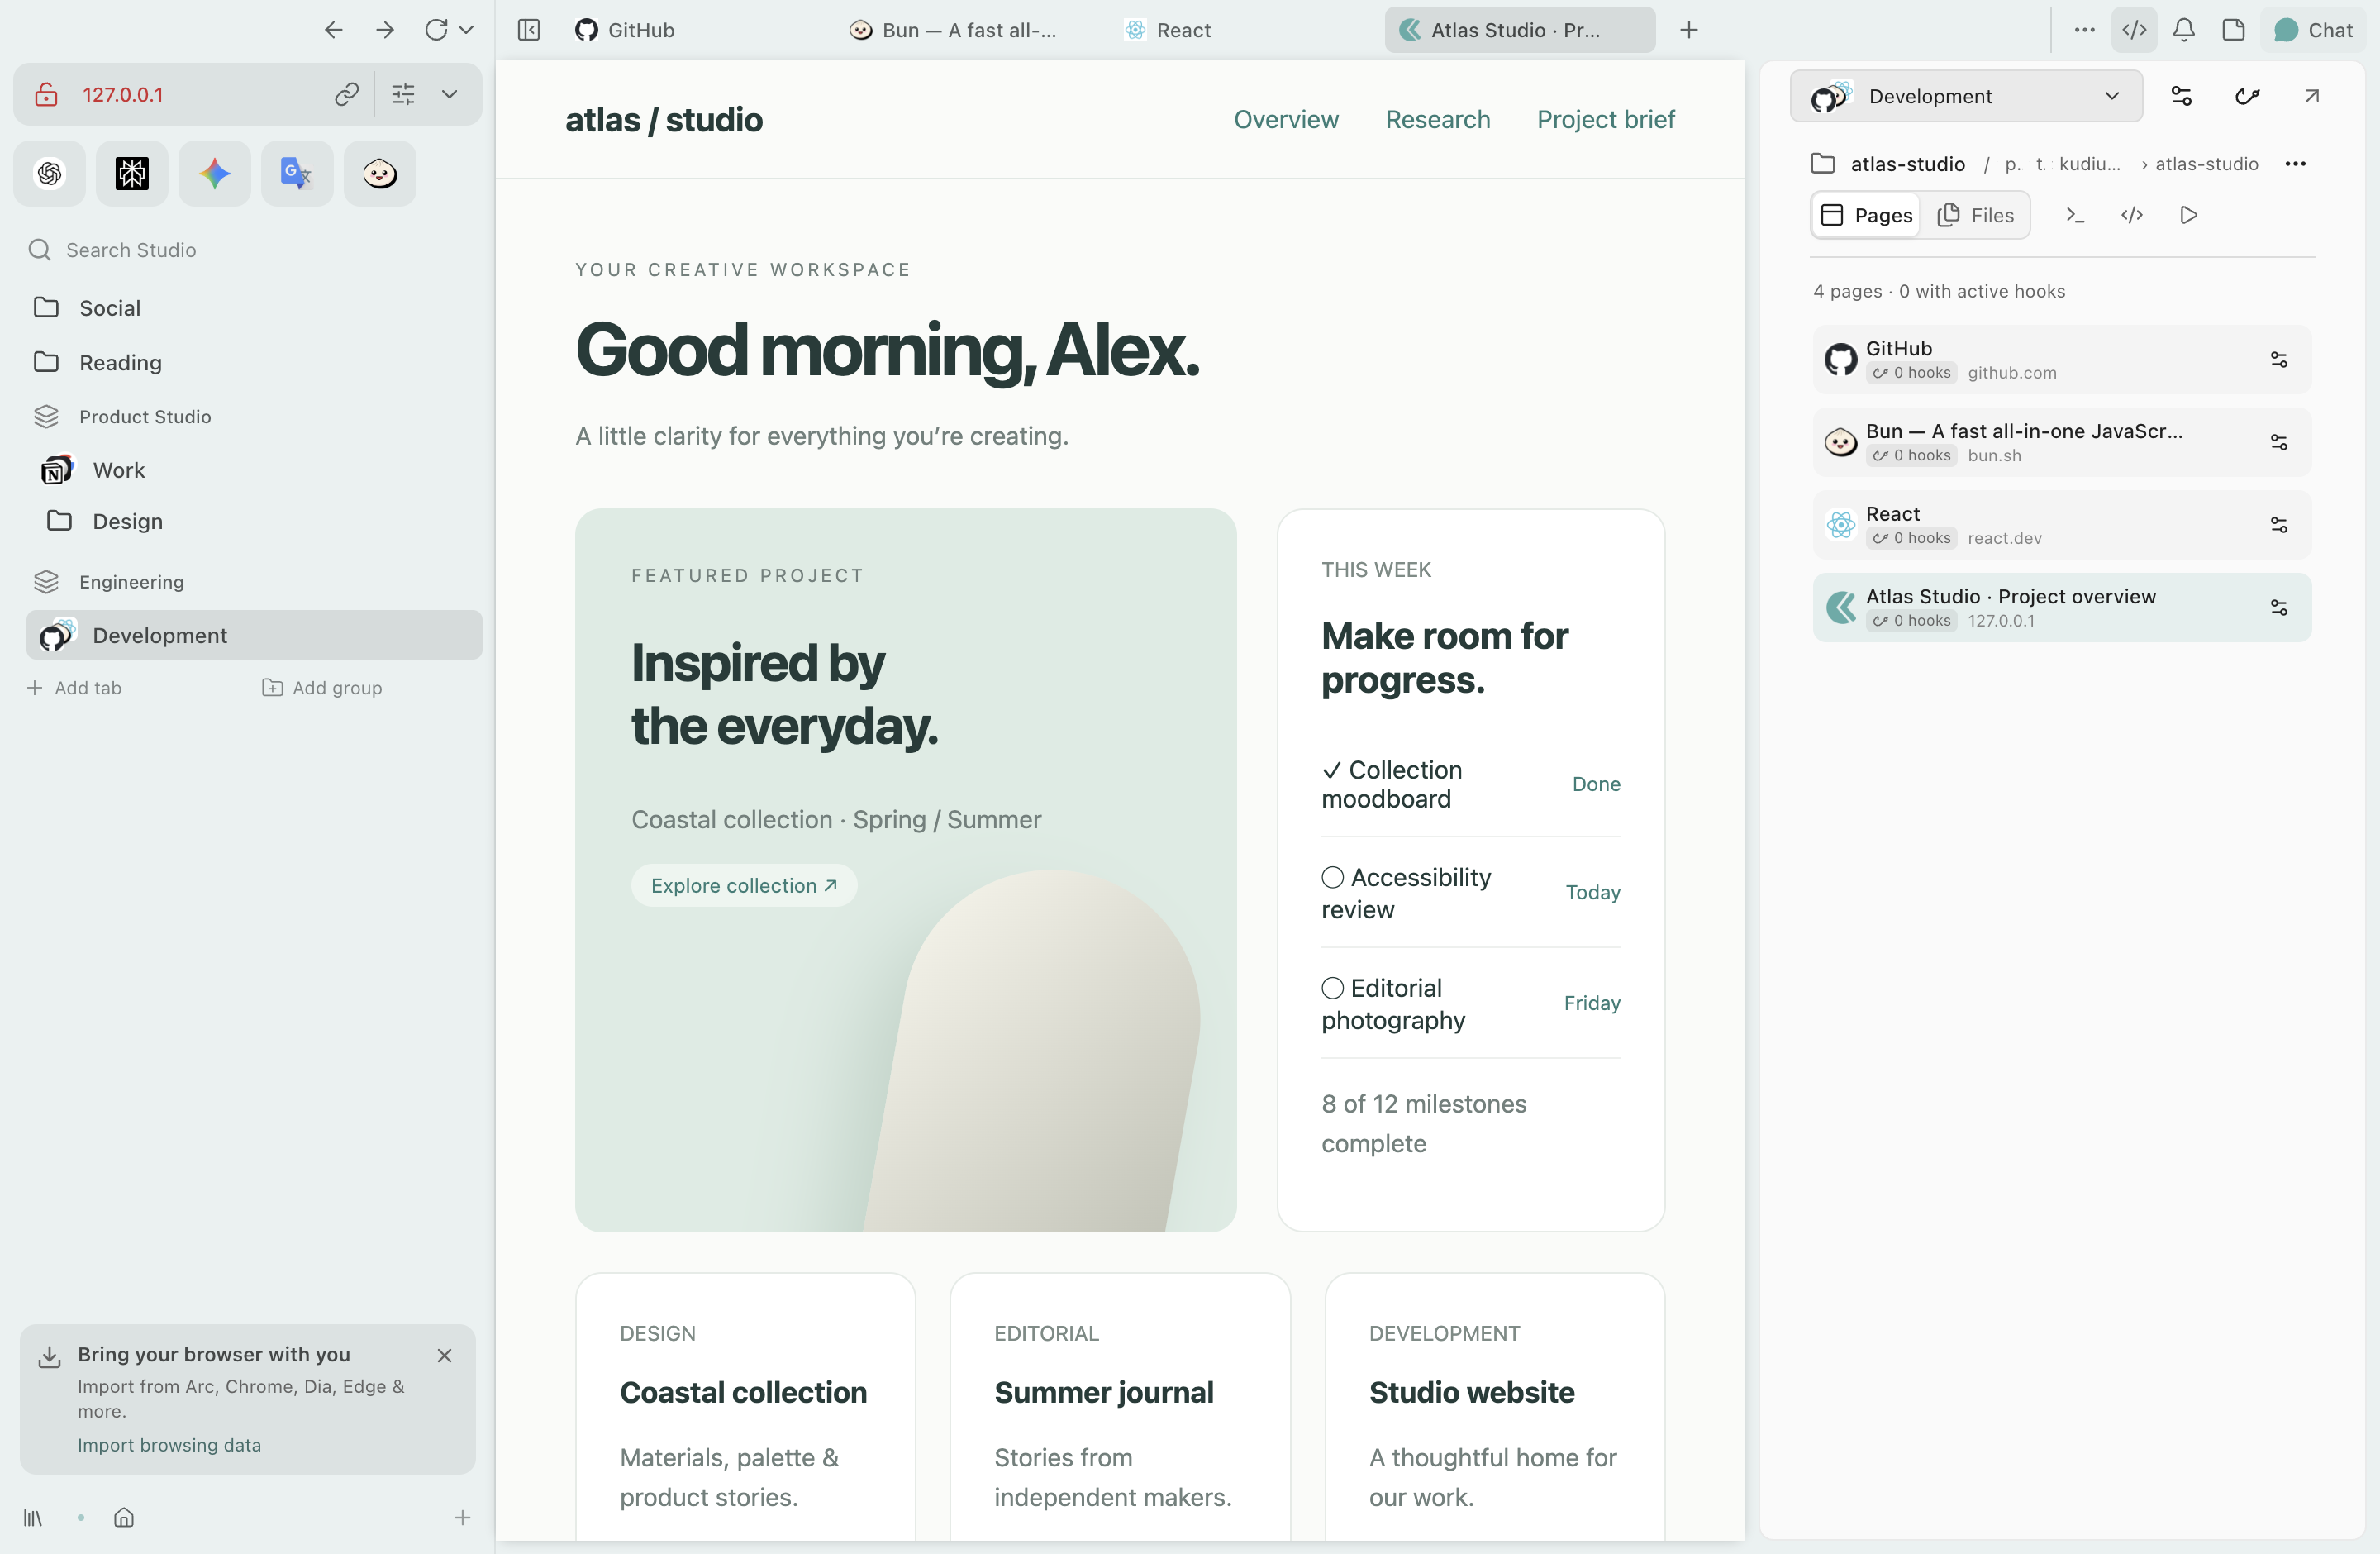 GitHub
Bun — A fast all-...
React
Atlas Studio · Pr...
Chat
127.0.0.1
Search Studio
Social
Reading
Product Studio
Work
Design
Engineering
Development
Add tab
Add group
Bring your browser with you
Import from Arc, Chrome, Dia, Edge &
more.
Import browsing data
atlas / studio
Overview
Research
Project brief
YOUR CREATIVE WORKSPACE
Good morning, Alex.
A little clarity for everything you’re creating.
FEATURED PROJECT
Inspired by
the everyday.
Coastal collection · Spring / Summer
Explore collection ↗
THIS WEEK
Make room for
progress.
✓ Collection
moodboard
Done
○ Accessibility
review
Today
○ Editorial
photography
Friday
8 of 12 milestones
complete
DESIGN
Coastal collection
Materials, palette &
product stories.
EDITORIAL
Summer journal
Stories from
independent makers.
DEVELOPMENT
Studio website
A thoughtful home for
our work.
Development
atlas-studio / p. t. kudiu... › atlas-studio
Pages
Files
4 pages · 0 with active hooks
GitHub
0 hooks github.com
Bun — A fast all-in-one JavaScr...
0 hooks bun.sh
React
0 hooks react.dev
Atlas Studio · Project overview
0 hooks 127.0.0.1